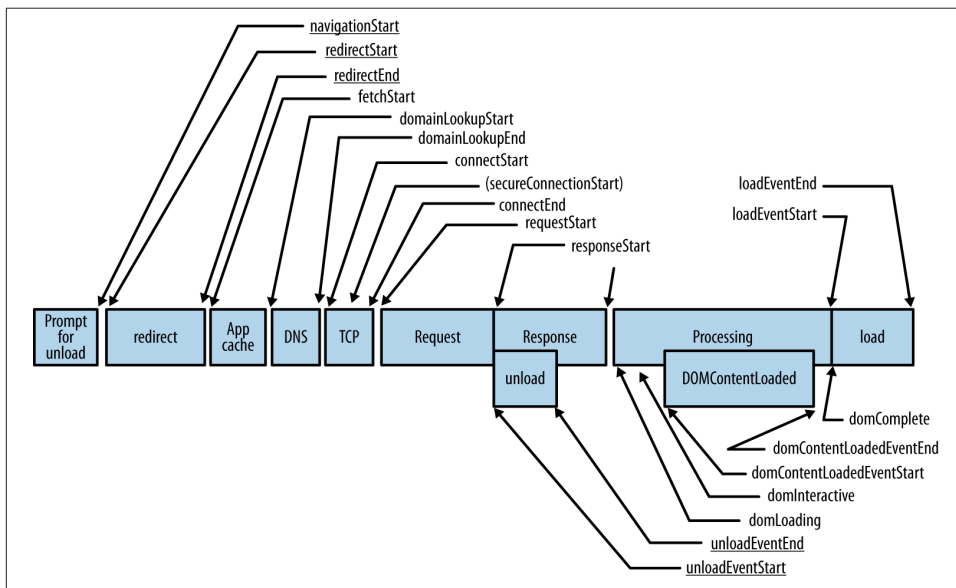 navigationStart
redirectStart
redirectEnd
fetchStart
domainLookupStart
domainLookupEnd
connectStart
(secureConnectionStart)
connectEnd
requestStart
responseStart
loadEventEnd
loadEventStart
Prompt
for
unload
redirect
App
cache
DNS
TCP
Request
Response
unload
Processing
DOMContentLoaded
load
domComplete
domContentLoadedEventEnd
domContentLoadedEventStart
domInteractive
domLoading
unloadEventEnd
unloadEventStart